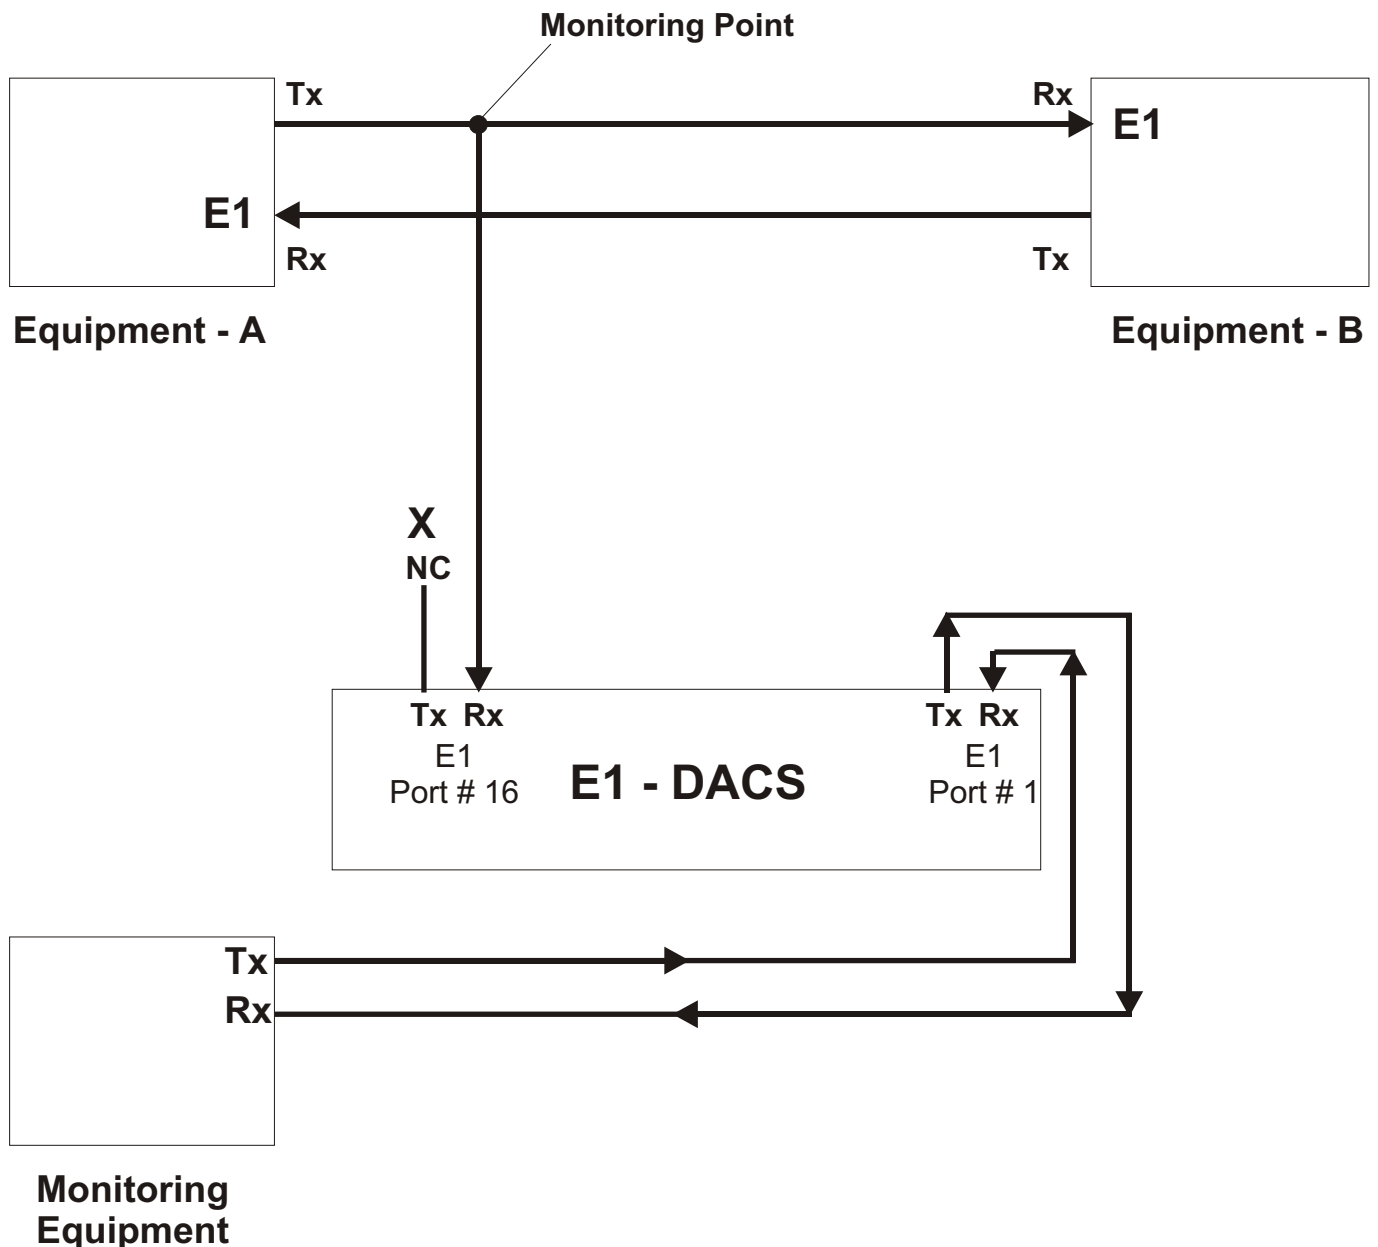 Monitoring Point
Tx
Rx
E1
E1
Rx
Tx
Equipment - A
Equipment - B
X
NC
Tx Rx
Tx Rx
E1
Port # 16
E1 - DACS
E1
Port # 1
Tx
Rx
Monitoring
Equipment